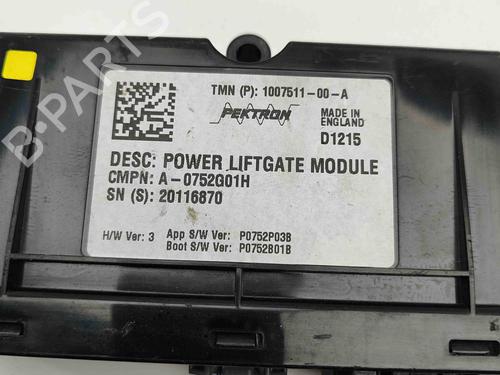 TMN (P): 1007511-00-A
PEKTRON
MADE IN
ENGLAND
D1215
DESC: POWER LIFTGATE MODULE
CMPN: A-0752G01H
SN (S): 20116870
H/W Ver: 3 App S/W Ver: P0752P03B
Boot S/W Ver: P0752B01B
B-PARTS